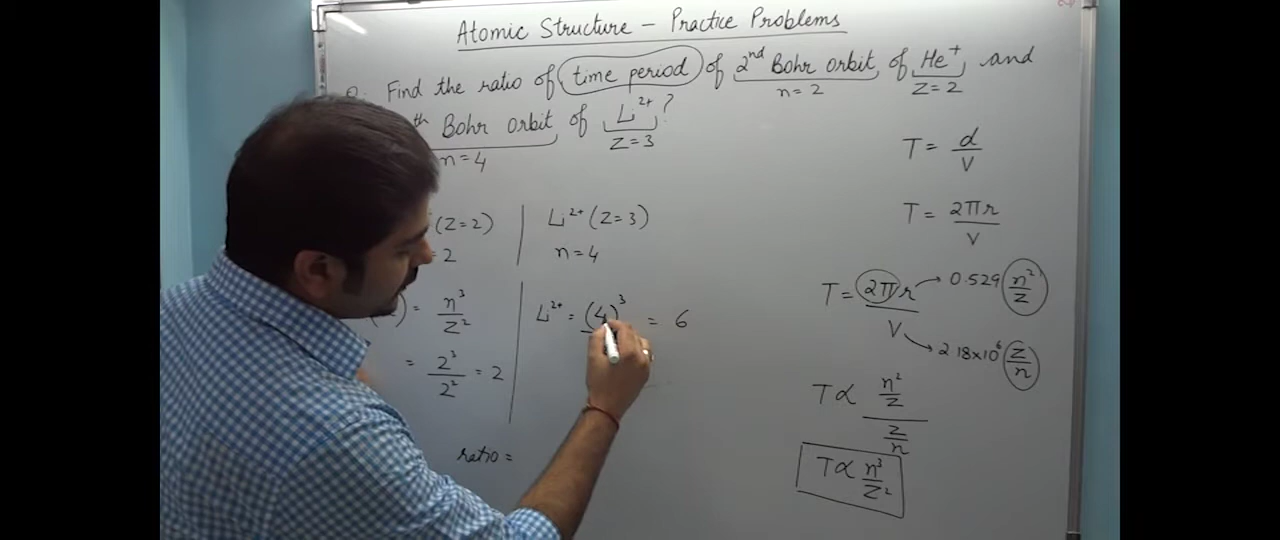 Atomic Structure – Practice Problems
Find the ratio of time period of 2nd Bohr orbit of He+ and
n=2 Z=2
th Bohr orbit of Li2+?
n=4 Z=3
T = d/V
T = 2πr/V
T = 2πr/V
0.529 n²/Z
2.18×10⁶ Z/n
T ∝ n²/Z / Z/n
T ∝ n³/Z²
(Z=2)
=2
= n³/Z²
= 2³/2² = 2
Li2+ (Z=3)
n=4
Li2+ = (4)³ = 6
ratio =